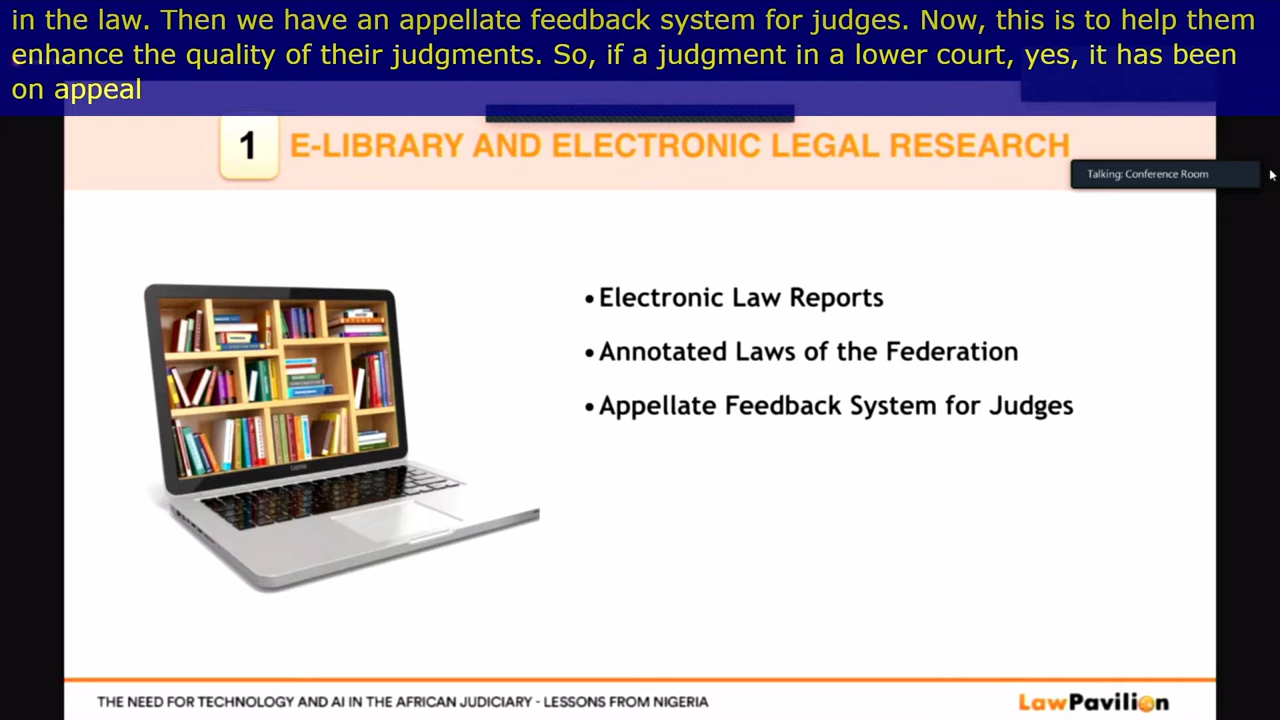 in the law. Then we have an appellate feedback system for judges. Now, this is to help them
enhance the quality of their judgments. So, if a judgment in a lower court, yes, it has been
on appeal
1 E-LIBRARY AND ELECTRONIC LEGAL RESEARCH
Talking: Conference Room
• Electronic Law Reports
• Annotated Laws of the Federation
• Appellate Feedback System for Judges
THE NEED FOR TECHNOLOGY AND AI IN THE AFRICAN JUDICIARY - LESSONS FROM NIGERIA
LawPavilion